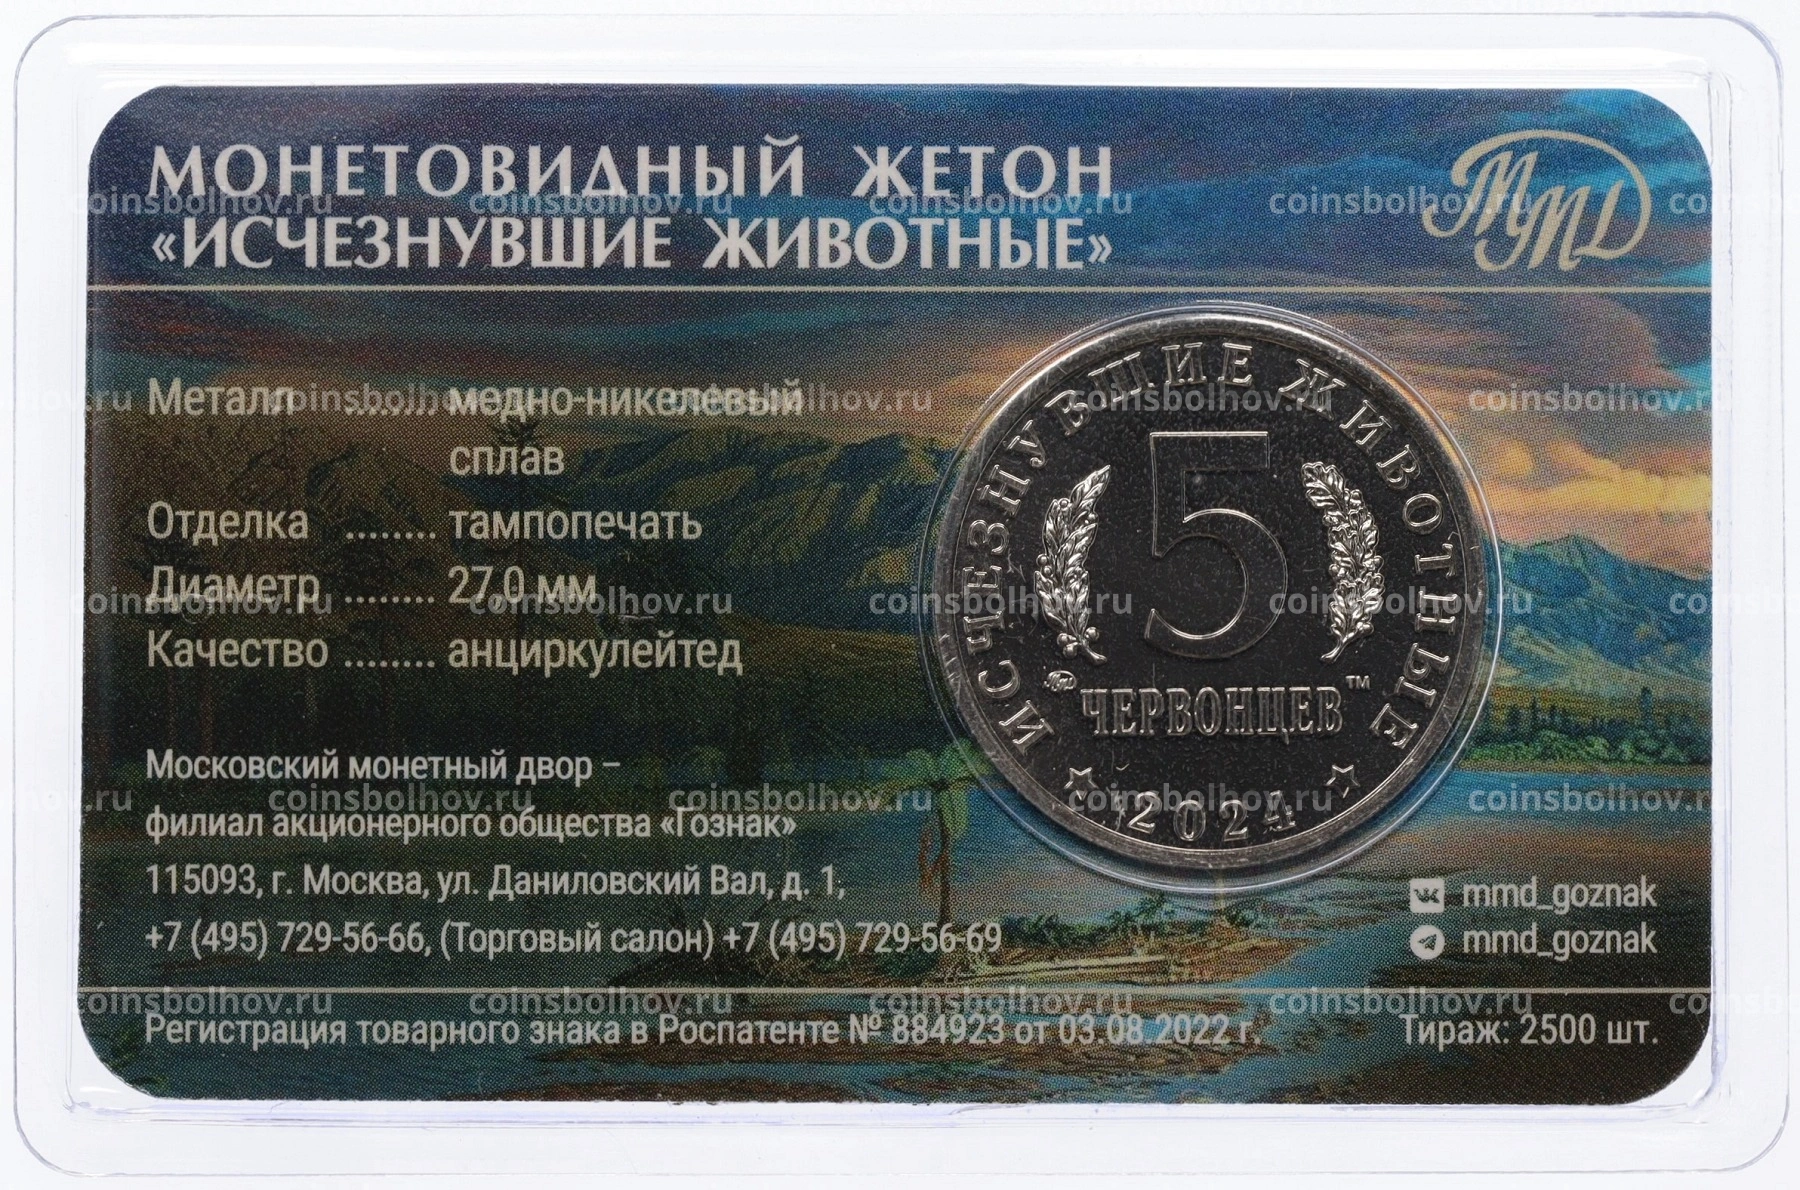 МОНЕТОВИДНЫЙ ЖЕТОН
«ИСЧЕЗНУВШИЕ ЖИВОТНЫЕ»
ММД
Металл ........ медно-никелевый
сплав
Отделка ........ тампопечать
Диаметр ........ 27,0 мм
Качество ........ анциркулейтед
ИСЧЕЗНУВШИЕ ЖИВОТНЫЕ
5
ММД ЧЕРВОНЦЕВ™
2024
Московский монетный двор –
филиал акционерного общества «Гознак»
115093, г. Москва, ул. Даниловский Вал, д. 1,
+7 (495) 729-56-66, (Торговый салон) +7 (495) 729-56-69
mmd_goznak
mmd_goznak
Регистрация товарного знака в Роспатенте № 884923 от 03.08.2022 г.
Тираж: 2500 шт.
coinsbolhov.ru